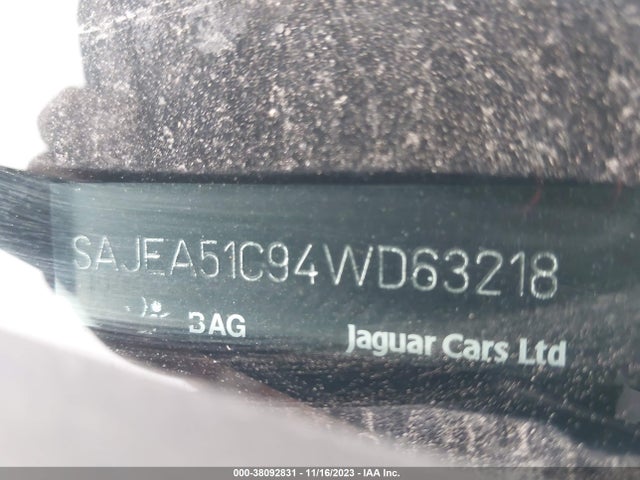 SAJEA51C94WD63218
BAG
Jaguar Cars Ltd
000-38092831 - 11/16/2023 - IAA Inc.